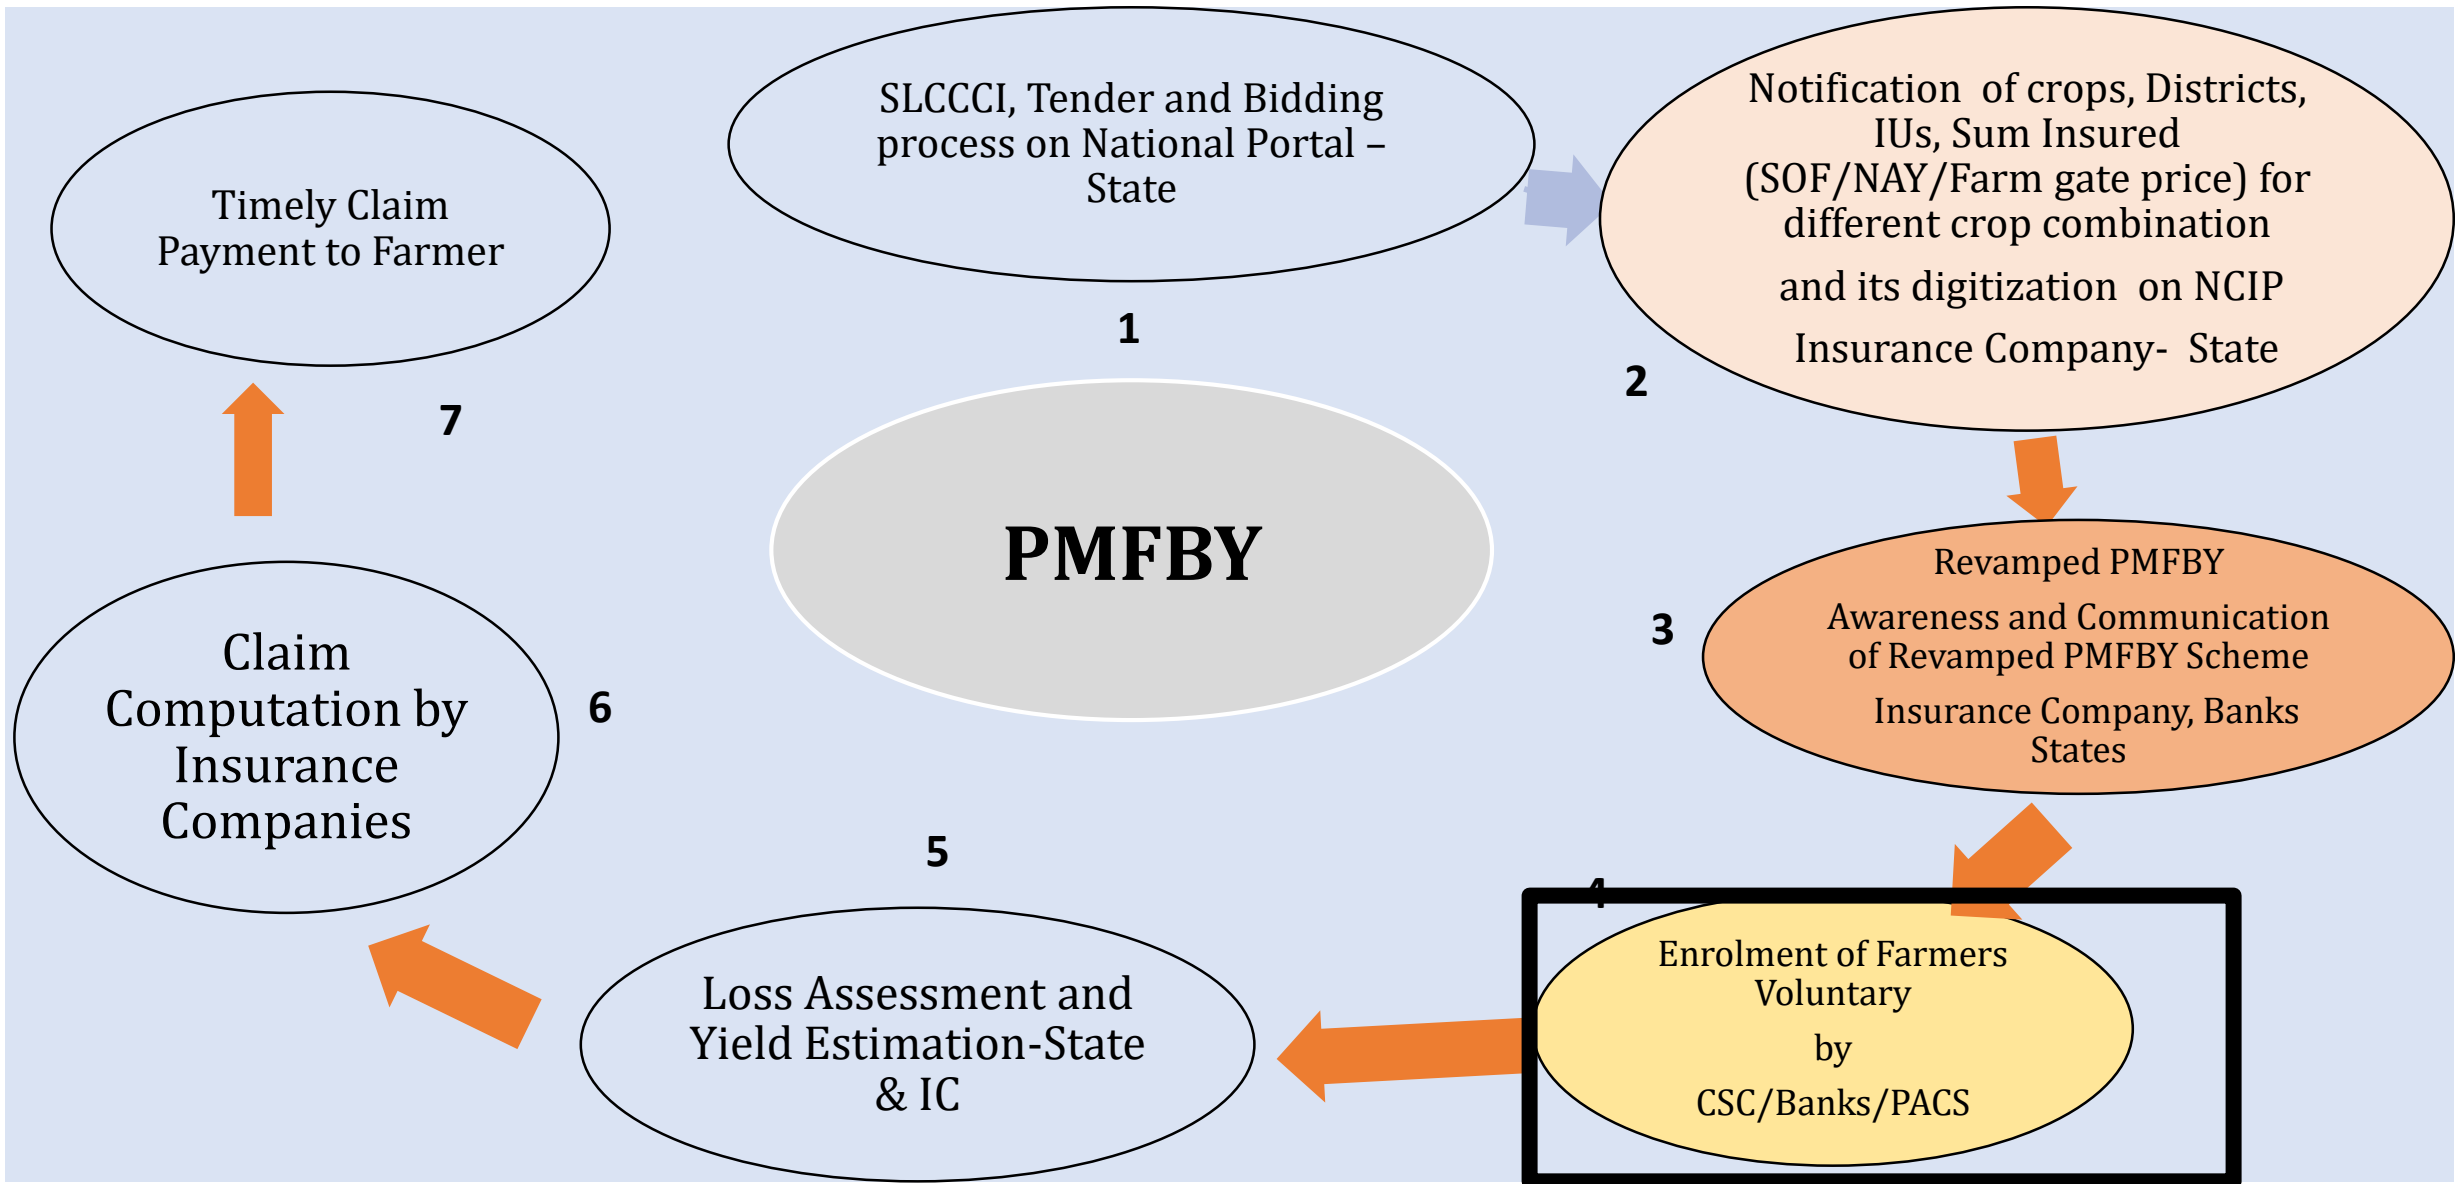 SLCCCI, Tender and Bidding
process on National Portal –
State
1
Notification  of crops, Districts,
IUs, Sum Insured
(SOF/NAY/Farm gate price) for
different crop combination
and its digitization  on NCIP
Insurance Company-  State
2
Revamped PMFBY
Awareness and Communication
of Revamped PMFBY Scheme
Insurance Company, Banks
States
3
4
Enrolment of Farmers
Voluntary
by
CSC/Banks/PACS
5
Loss Assessment and
Yield Estimation-State
& IC
6
Claim
Computation by
Insurance
Companies
7
Timely Claim
Payment to Farmer
PMFBY